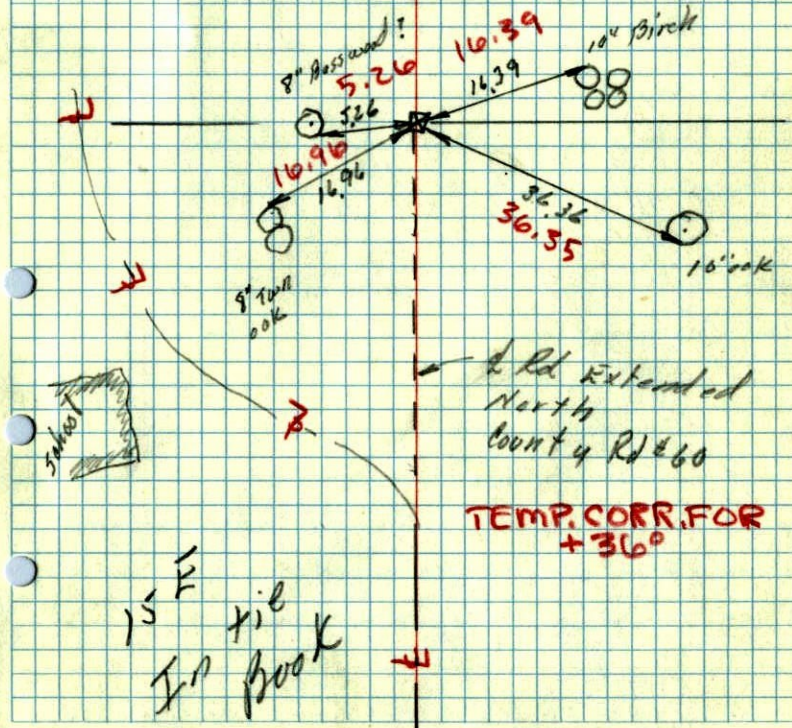 8" Basswood?
5.26
5.26
16.39
16.39
10" Birch
16.96
16.96
36.36
36.35
8" Twn
oak
10" oak
℄ Rd Extended
North
County Rd #60
School
TEMP. CORR. FOR
+36°
15 E
In tie
Book